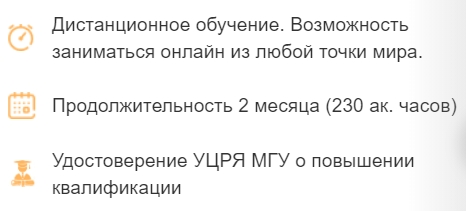 Дистанционное обучение. Возможность
заниматься онлайн из любой точки мира.
Продолжительность 2 месяца (230 ак. часов)
Удостоверение УЦРЯ МГУ о повышении
квалификации